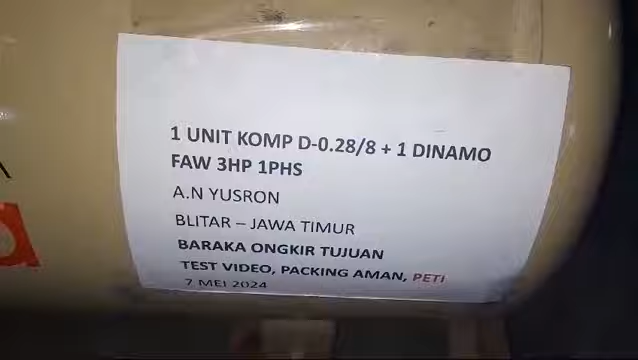 1 UNIT KOMP D-0.28/8 + 1 DINAMO
FAW 3HP 1PHS
A.N YUSRON
BLITAR – JAWA TIMUR
BARAKA ONGKIR TUJUAN
TEST VIDEO, PACKING AMAN, PETI
7 MEI 2024